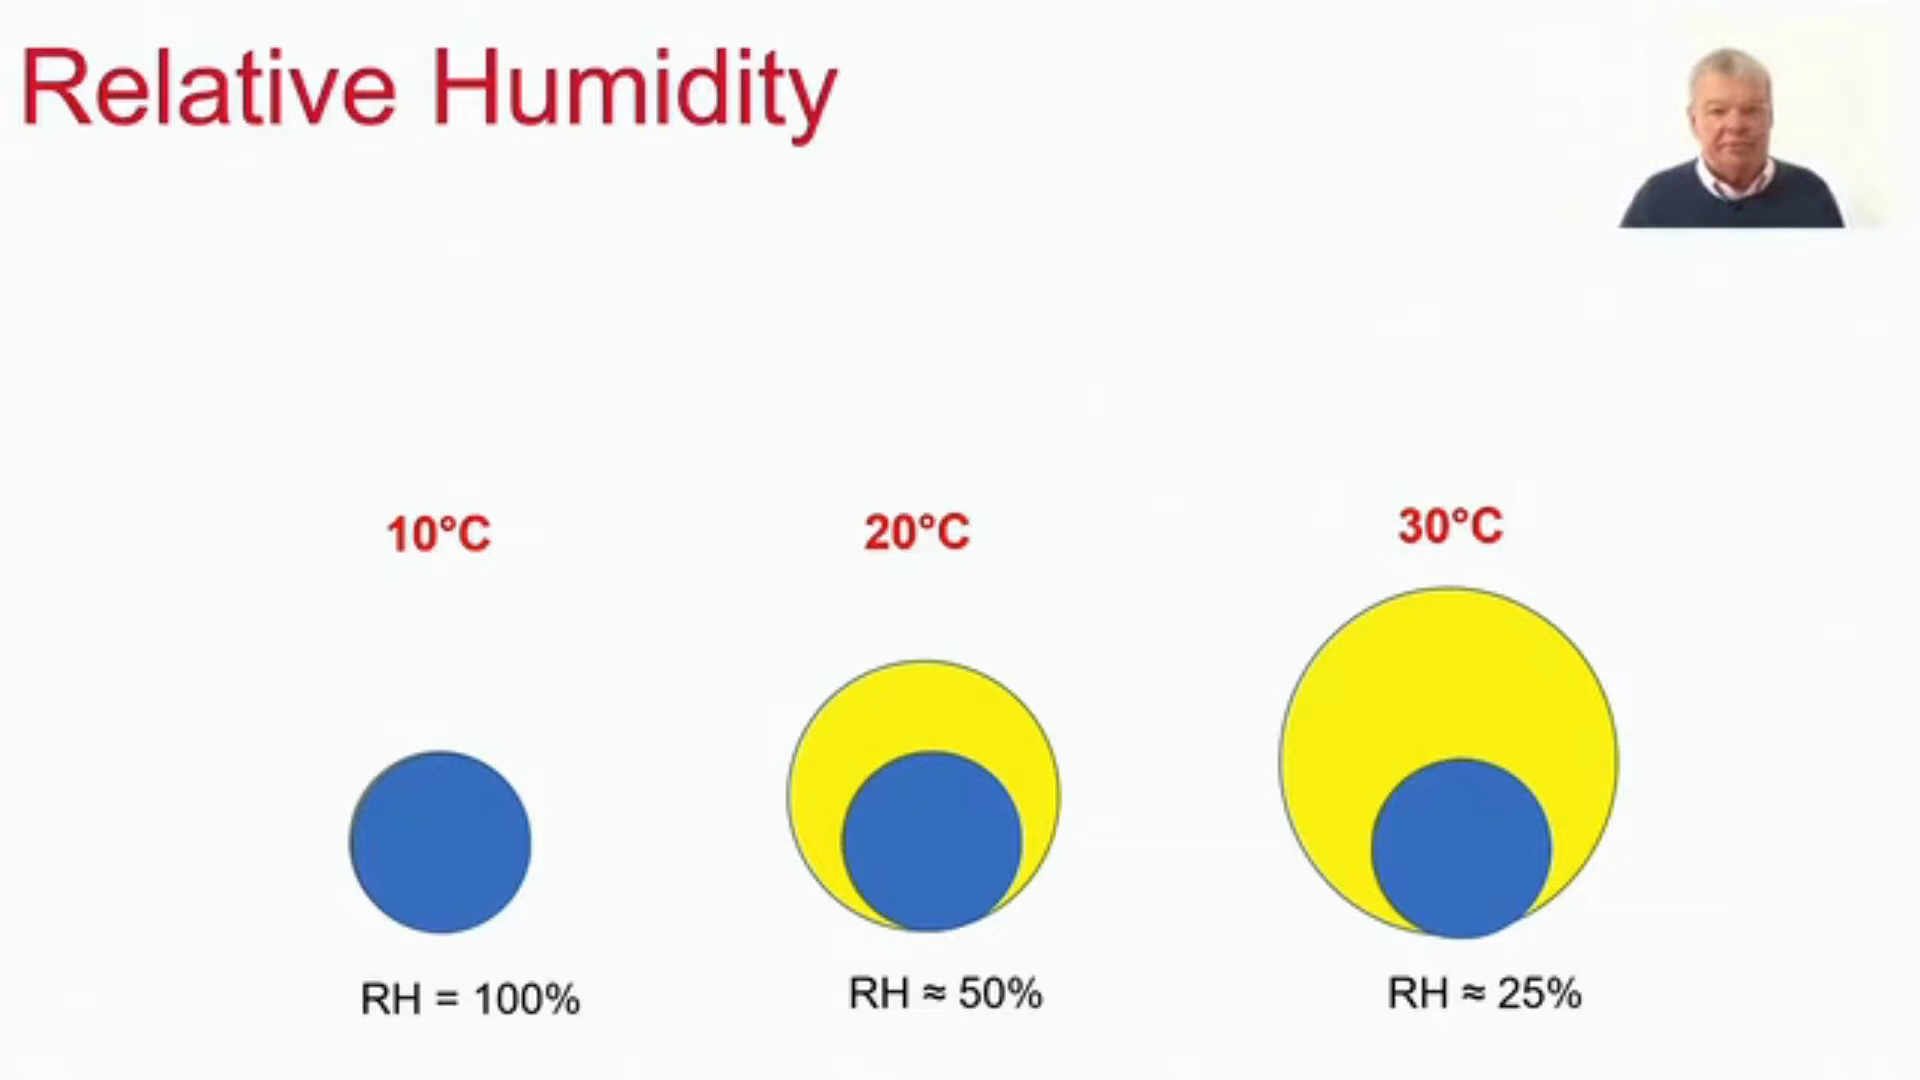 Relative Humidity
10°C
20°C
30°C
RH = 100%
RH ≈ 50%
RH ≈ 25%